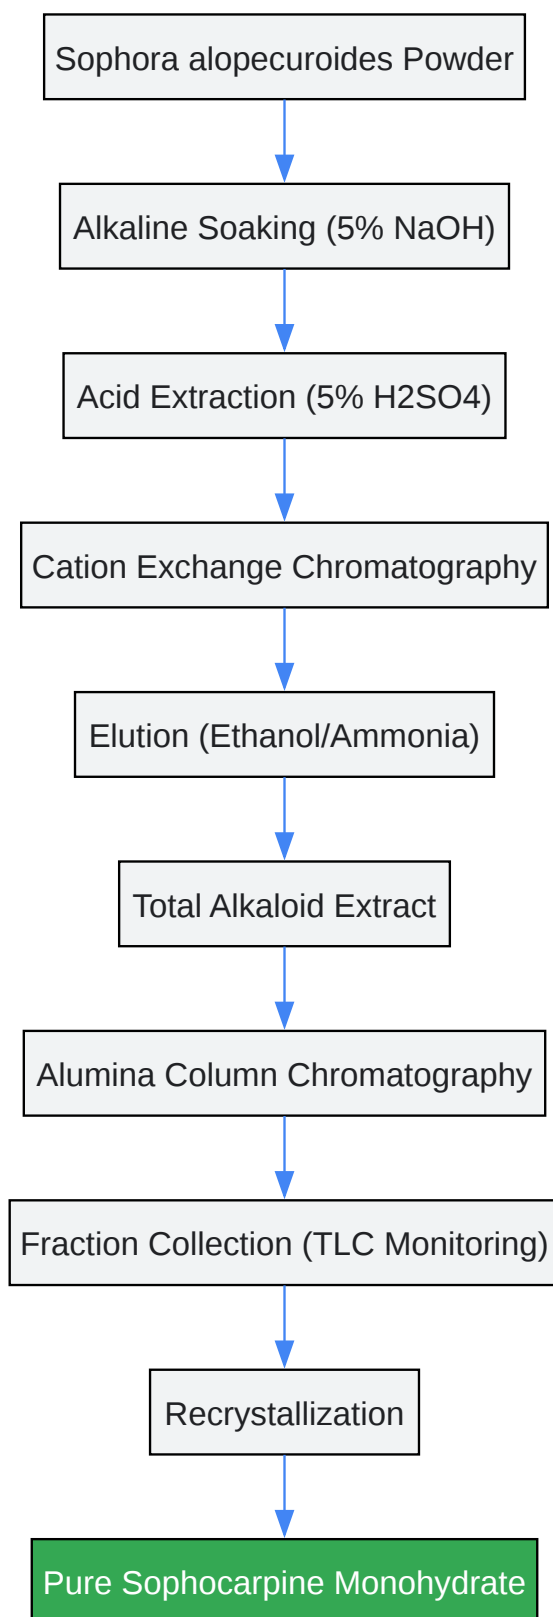 Sophora alopecuroides Powder
Alkaline Soaking (5% NaOH)
Acid Extraction (5% H2SO4)
Cation Exchange Chromatography
Elution (Ethanol/Ammonia)
Total Alkaloid Extract
Alumina Column Chromatography
Fraction Collection (TLC Monitoring)
Recrystallization
Pure Sophocarpine Monohydrate